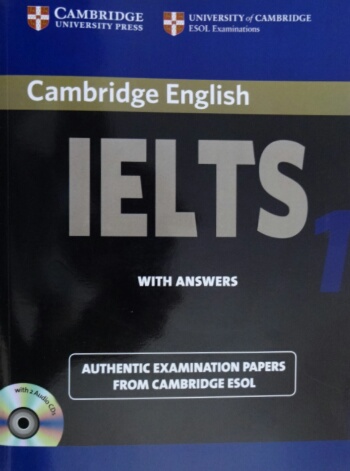 CAMBRIDGE
UNIVERSITY PRESS
UNIVERSITY of CAMBRIDGE
ESOL Examinations
Cambridge English
IELTS
1
WITH ANSWERS
AUTHENTIC EXAMINATION PAPERS
FROM CAMBRIDGE ESOL
with 2 Audio CDs